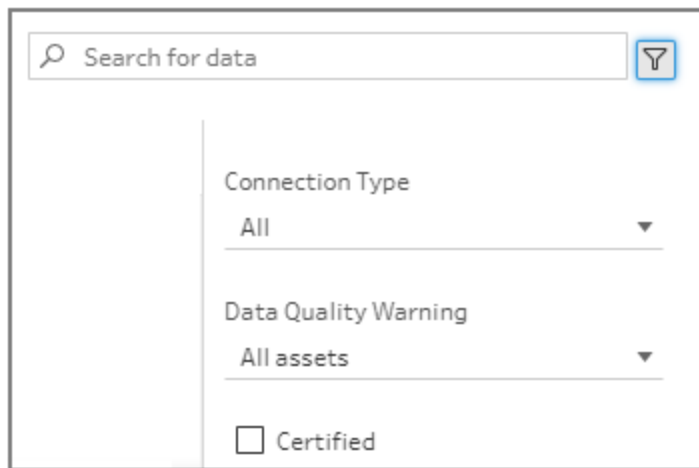 Search for data
Connection Type
All
Data Quality Warning
All assets
Certified